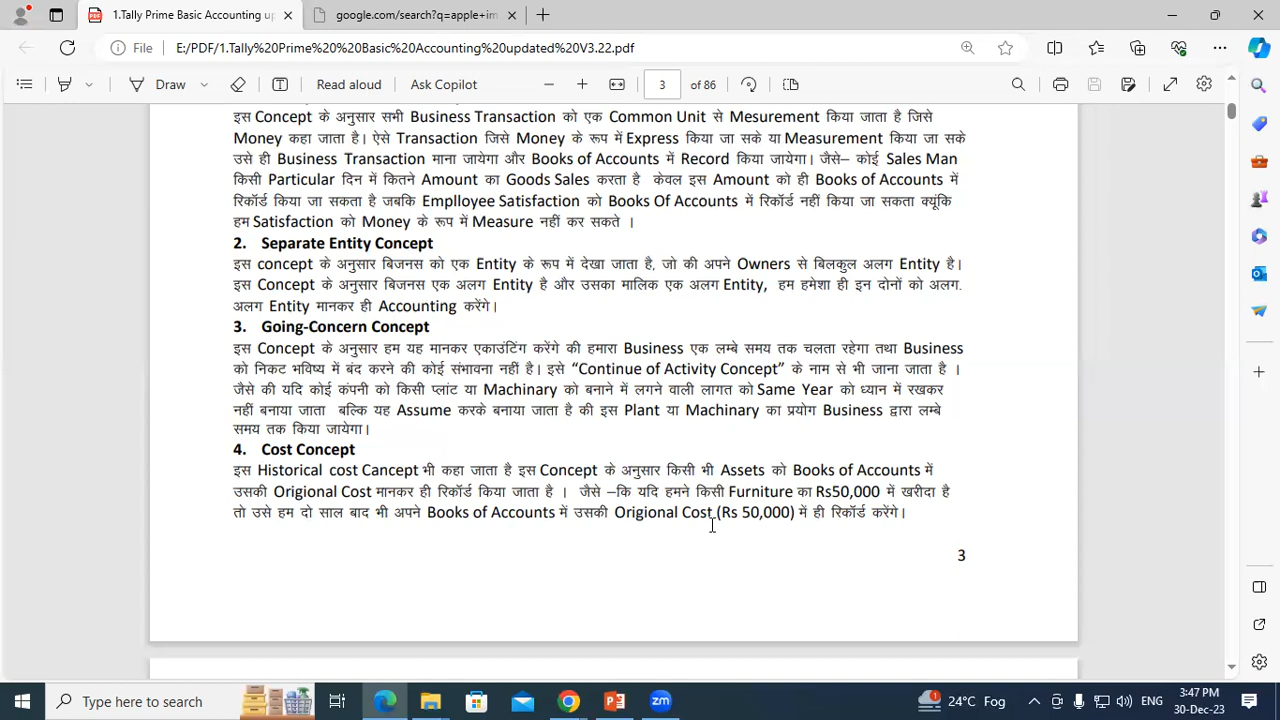 1.Tally Prime Basic Accounting up
google.com/search?q=apple+im
File
E:/PDF/1.Tally%20Prime%20%20Basic%20Accounting%20updated%20V3.22.pdf
Draw
Read aloud
Ask Copilot
3
of 86
इस Concept के अनुसार सभी Business Transaction को एक Common Unit से Mesurement किया जाता है जिसे
Money कहा जाता है। ऐसे Transaction जिसे Money के रूप में Express किया जा सके या Measurement किया जा सके
उसे ही Business Transaction माना जायेगा और Books of Accounts में Record किया जायेगा। जैसे– कोई Sales Man
किसी Particular दिन में कितने Amount का Goods Sales करता है केवल इस Amount को ही Books of Accounts में
रिकॉर्ड किया जा सकता है जबकि Emplloyee Satisfaction को Books Of Accounts में रिकॉर्ड नहीं किया जा सकता क्यूंकि
हम Satisfaction को Money के रूप में Measure नहीं कर सकते ।
2. Separate Entity Concept
इस concept के अनुसार बिजनस को एक Entity के रूप में देखा जाता है, जो की अपने Owners से बिलकुल अलग Entity है।
इस Concept के अनुसार बिजनस एक अलग Entity है और उसका मालिक एक अलग Entity, हम हमेशा ही इन दोनों को अलग.
अलग Entity मानकर ही Accounting करेंगे।
3. Going-Concern Concept
इस Concept के अनुसार हम यह मानकर एकाउंटिंग करेंगे की हमारा Business एक लम्बे समय तक चलता रहेगा तथा Business
को निकट भविष्य में बंद करने की कोई संभावना नहीं है। इसे “Continue of Activity Concept” के नाम से भी जाना जाता है ।
जैसे की यदि कोई कंपनी को किसी प्लांट या Machinary को बनाने में लगने वाली लागत को Same Year को ध्यान में रखकर
नहीं बनाया जाता बल्कि यह Assume करके बनाया जाता है की इस Plant या Machinary का प्रयोग Business द्वारा लम्बे
समय तक किया जायेगा।
4. Cost Concept
इस Historical cost Cancept भी कहा जाता है इस Concept के अनुसार किसी भी Assets को Books of Accounts में
उसकी Origional Cost मानकर ही रिकॉर्ड किया जाता है । जैसे –कि यदि हमने किसी Furniture का Rs50,000 में खरीदा है
तो उसे हम दो साल बाद भी अपने Books of Accounts में उसकी Origional Cost (Rs 50,000) में ही रिकॉर्ड करेंगे।
3
Type here to search
24°C Fog
ENG
3:47 PM
30-Dec-23